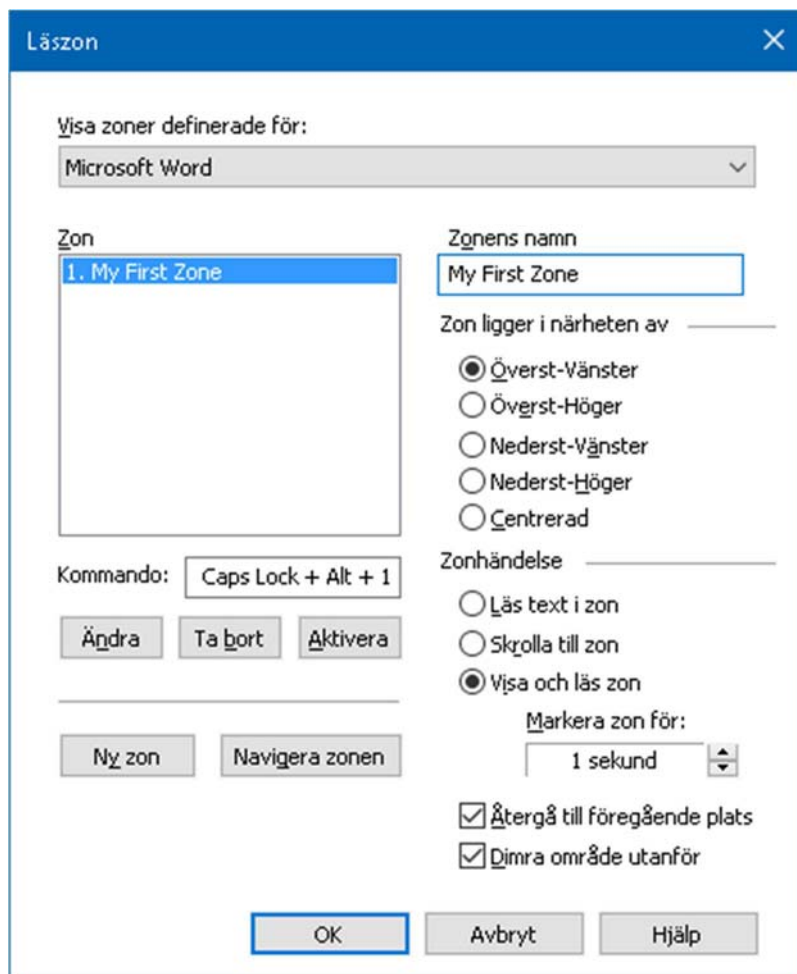 Läszon
Visa zoner definerade för:
Microsoft Word
Zon
1. My First Zone
Kommando: Caps Lock + Alt + 1
Ändra Ta bort Aktivera
Ny zon Navigera zonen
Zonens namn
My First Zone
Zon ligger i närheten av
Överst-Vänster
Överst-Höger
Nederst-Vänster
Nederst-Höger
Centrerad
Zonhändelse
Läs text i zon
Skrolla till zon
Visa och läs zon
Markera zon för:
1 sekund
Återgå till föregående plats
Dimra område utanför
OK Avbryt Hjälp